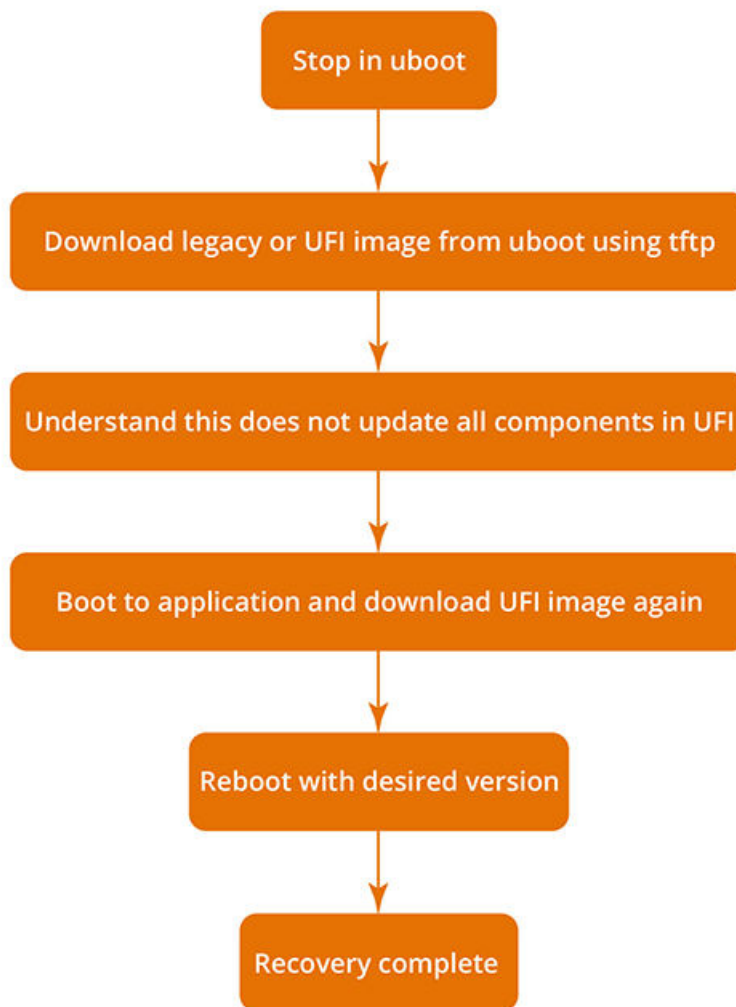 Stop in uboot
Download legacy or UFI image from uboot using tftp
Understand this does not update all components in UFI
Boot to application and download UFI image again
Reboot with desired version
Recovery complete